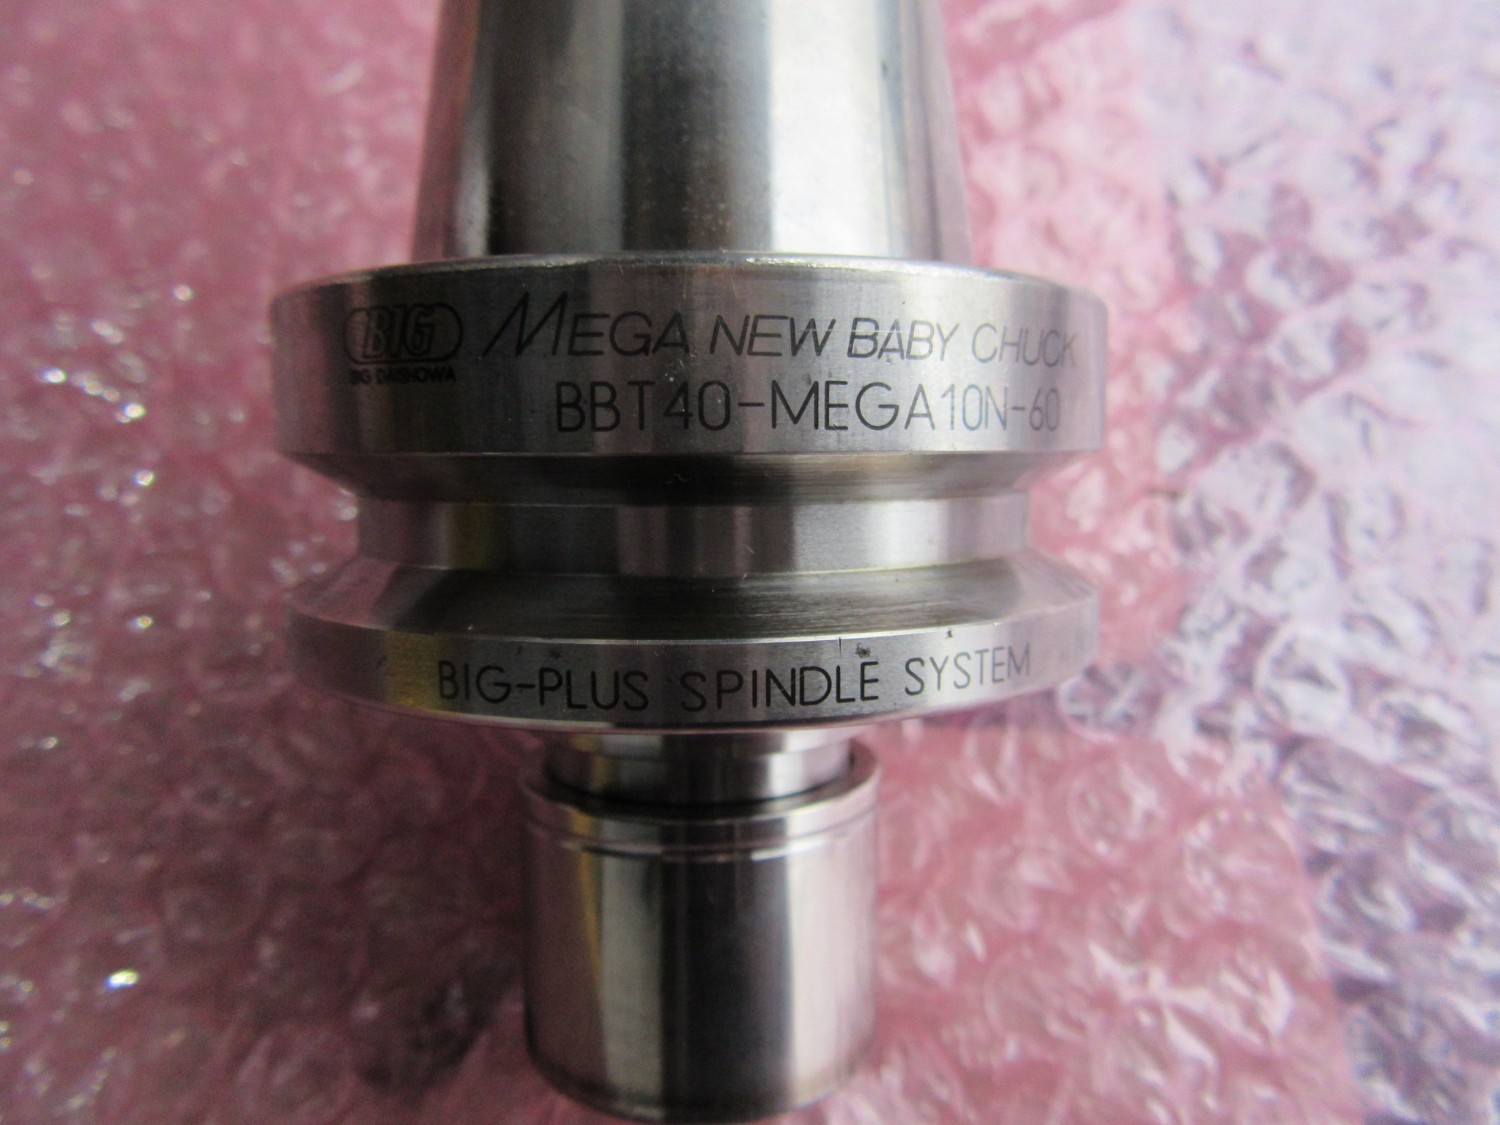 BIG MEGA NEW BABY CHUCK
BIG DAISHOWA
BBT40-MEGA10N-60
BIG-PLUS SPINDLE SYSTEM